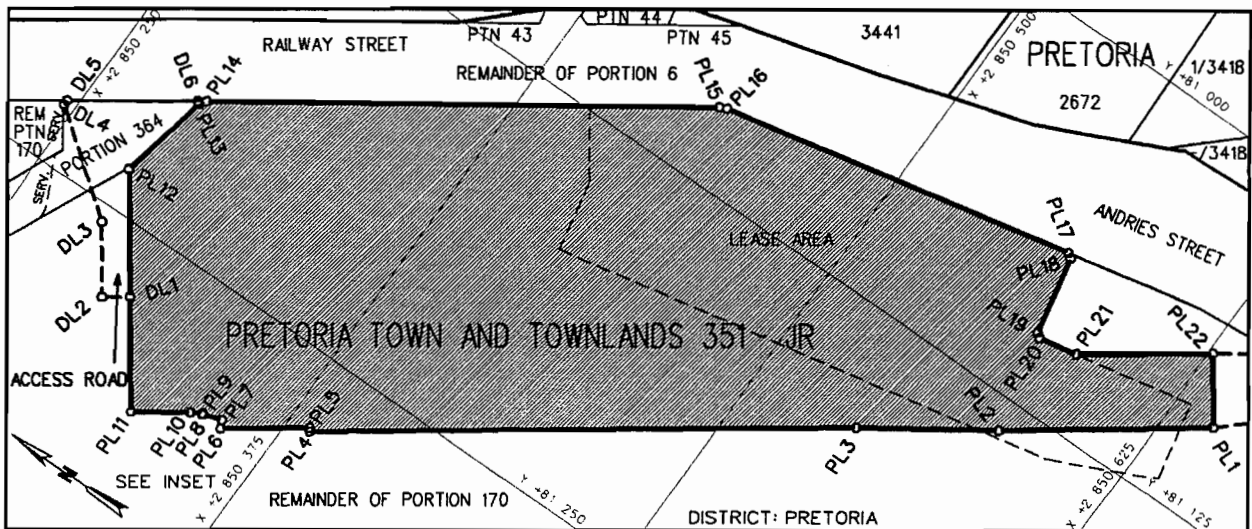 X +2 850 250
RAILWAY STREET
PTN 43
PTN 44
PTN 45
3441
X +2 850 500
PRETORIA
Y +81 000
1/3418
2672
-/3418
REMAINDER OF PORTION 6
DL5
DL4
DL6
PL14
PL13
PL15
PL16
REM
PTN
170
SERV.
PORTION 364
SERV.
PL12
DL3
DL2
DL1
PL17
PL18
ANDRIES STREET
LEASE AREA
PRETORIA TOWN AND TOWNLANDS 351 JR
PL19
PL20
PL21
PL22
ACCESS ROAD
PL11
PL10
PL9
PL8
PL7
PL6
PL5
PL4
PL3
PL2
PL1
N
SEE INSET
X +2 850 375
REMAINDER OF PORTION 170
Y +81 250
DISTRICT: PRETORIA
X +2 850 625
Y +81 125